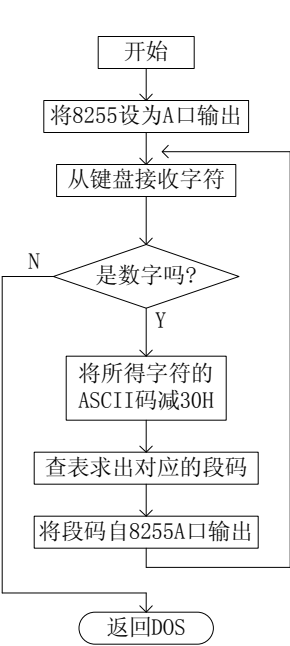 开始
将8255设为A口输出
从键盘接收字符
是数字吗?
N
Y
将所得字符的
ASCII码减30H
查表求出对应的段码
将段码自8255A口输出
返回DOS